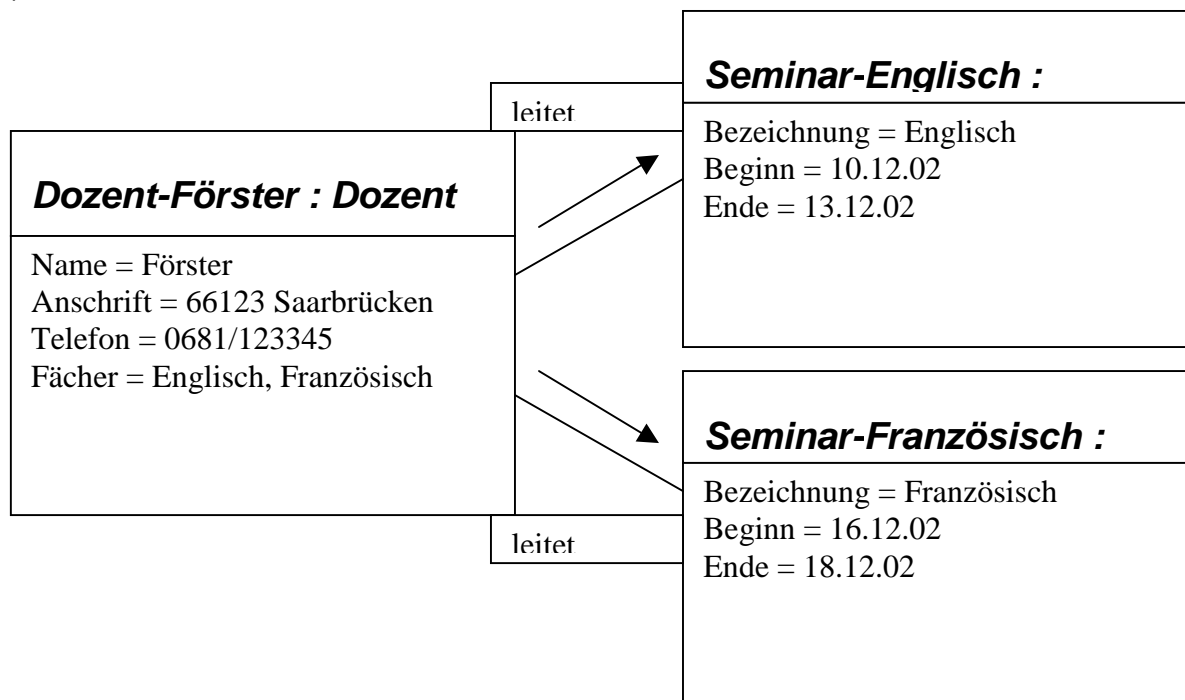 leitet
Dozent-Förster : Dozent
Name = Förster
Anschrift = 66123 Saarbrücken
Telefon = 0681/123345
Fächer = Englisch, Französisch
Seminar-Englisch :
Bezeichnung = Englisch
Beginn = 10.12.02
Ende = 13.12.02
leitet
Seminar-Französisch :
Bezeichnung = Französisch
Beginn = 16.12.02
Ende = 18.12.02